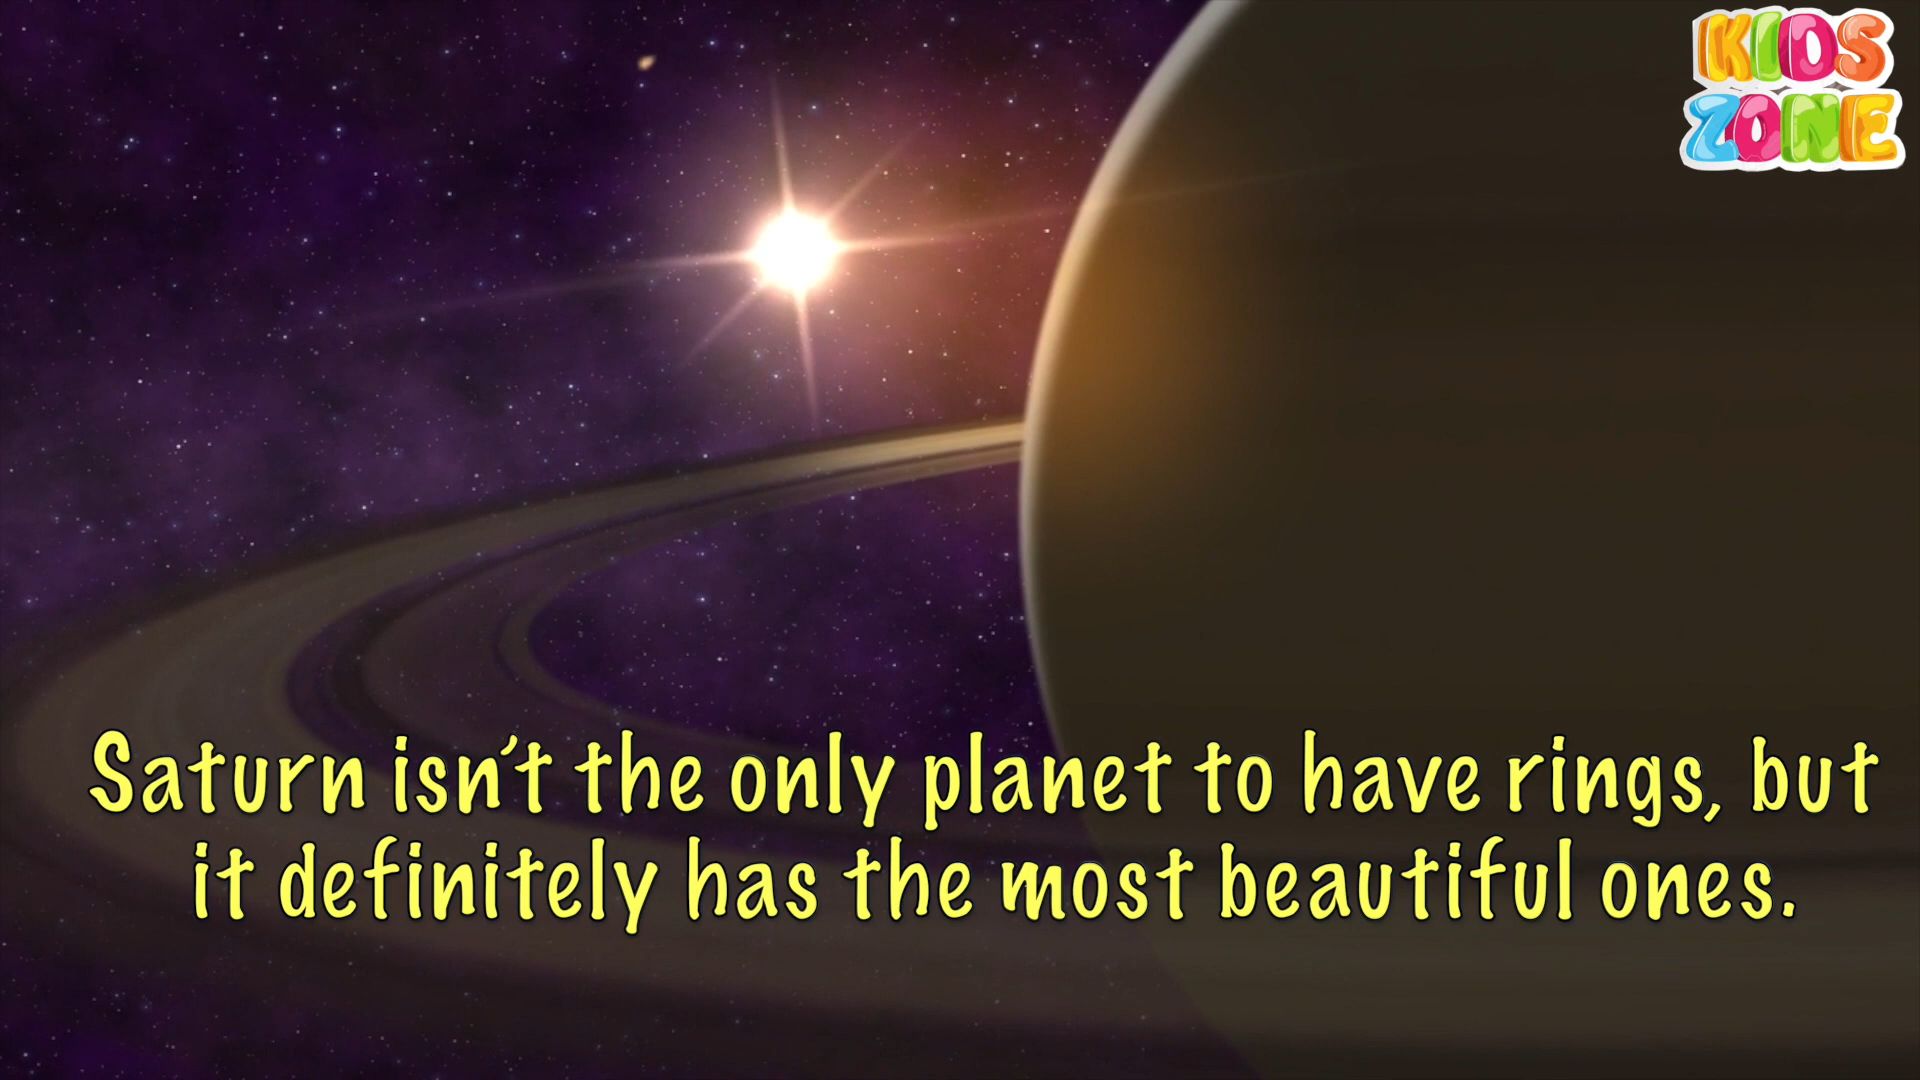 KIDS
ZONE
Saturn isn't the only planet to have rings, but
it definitely has the most beautiful ones.